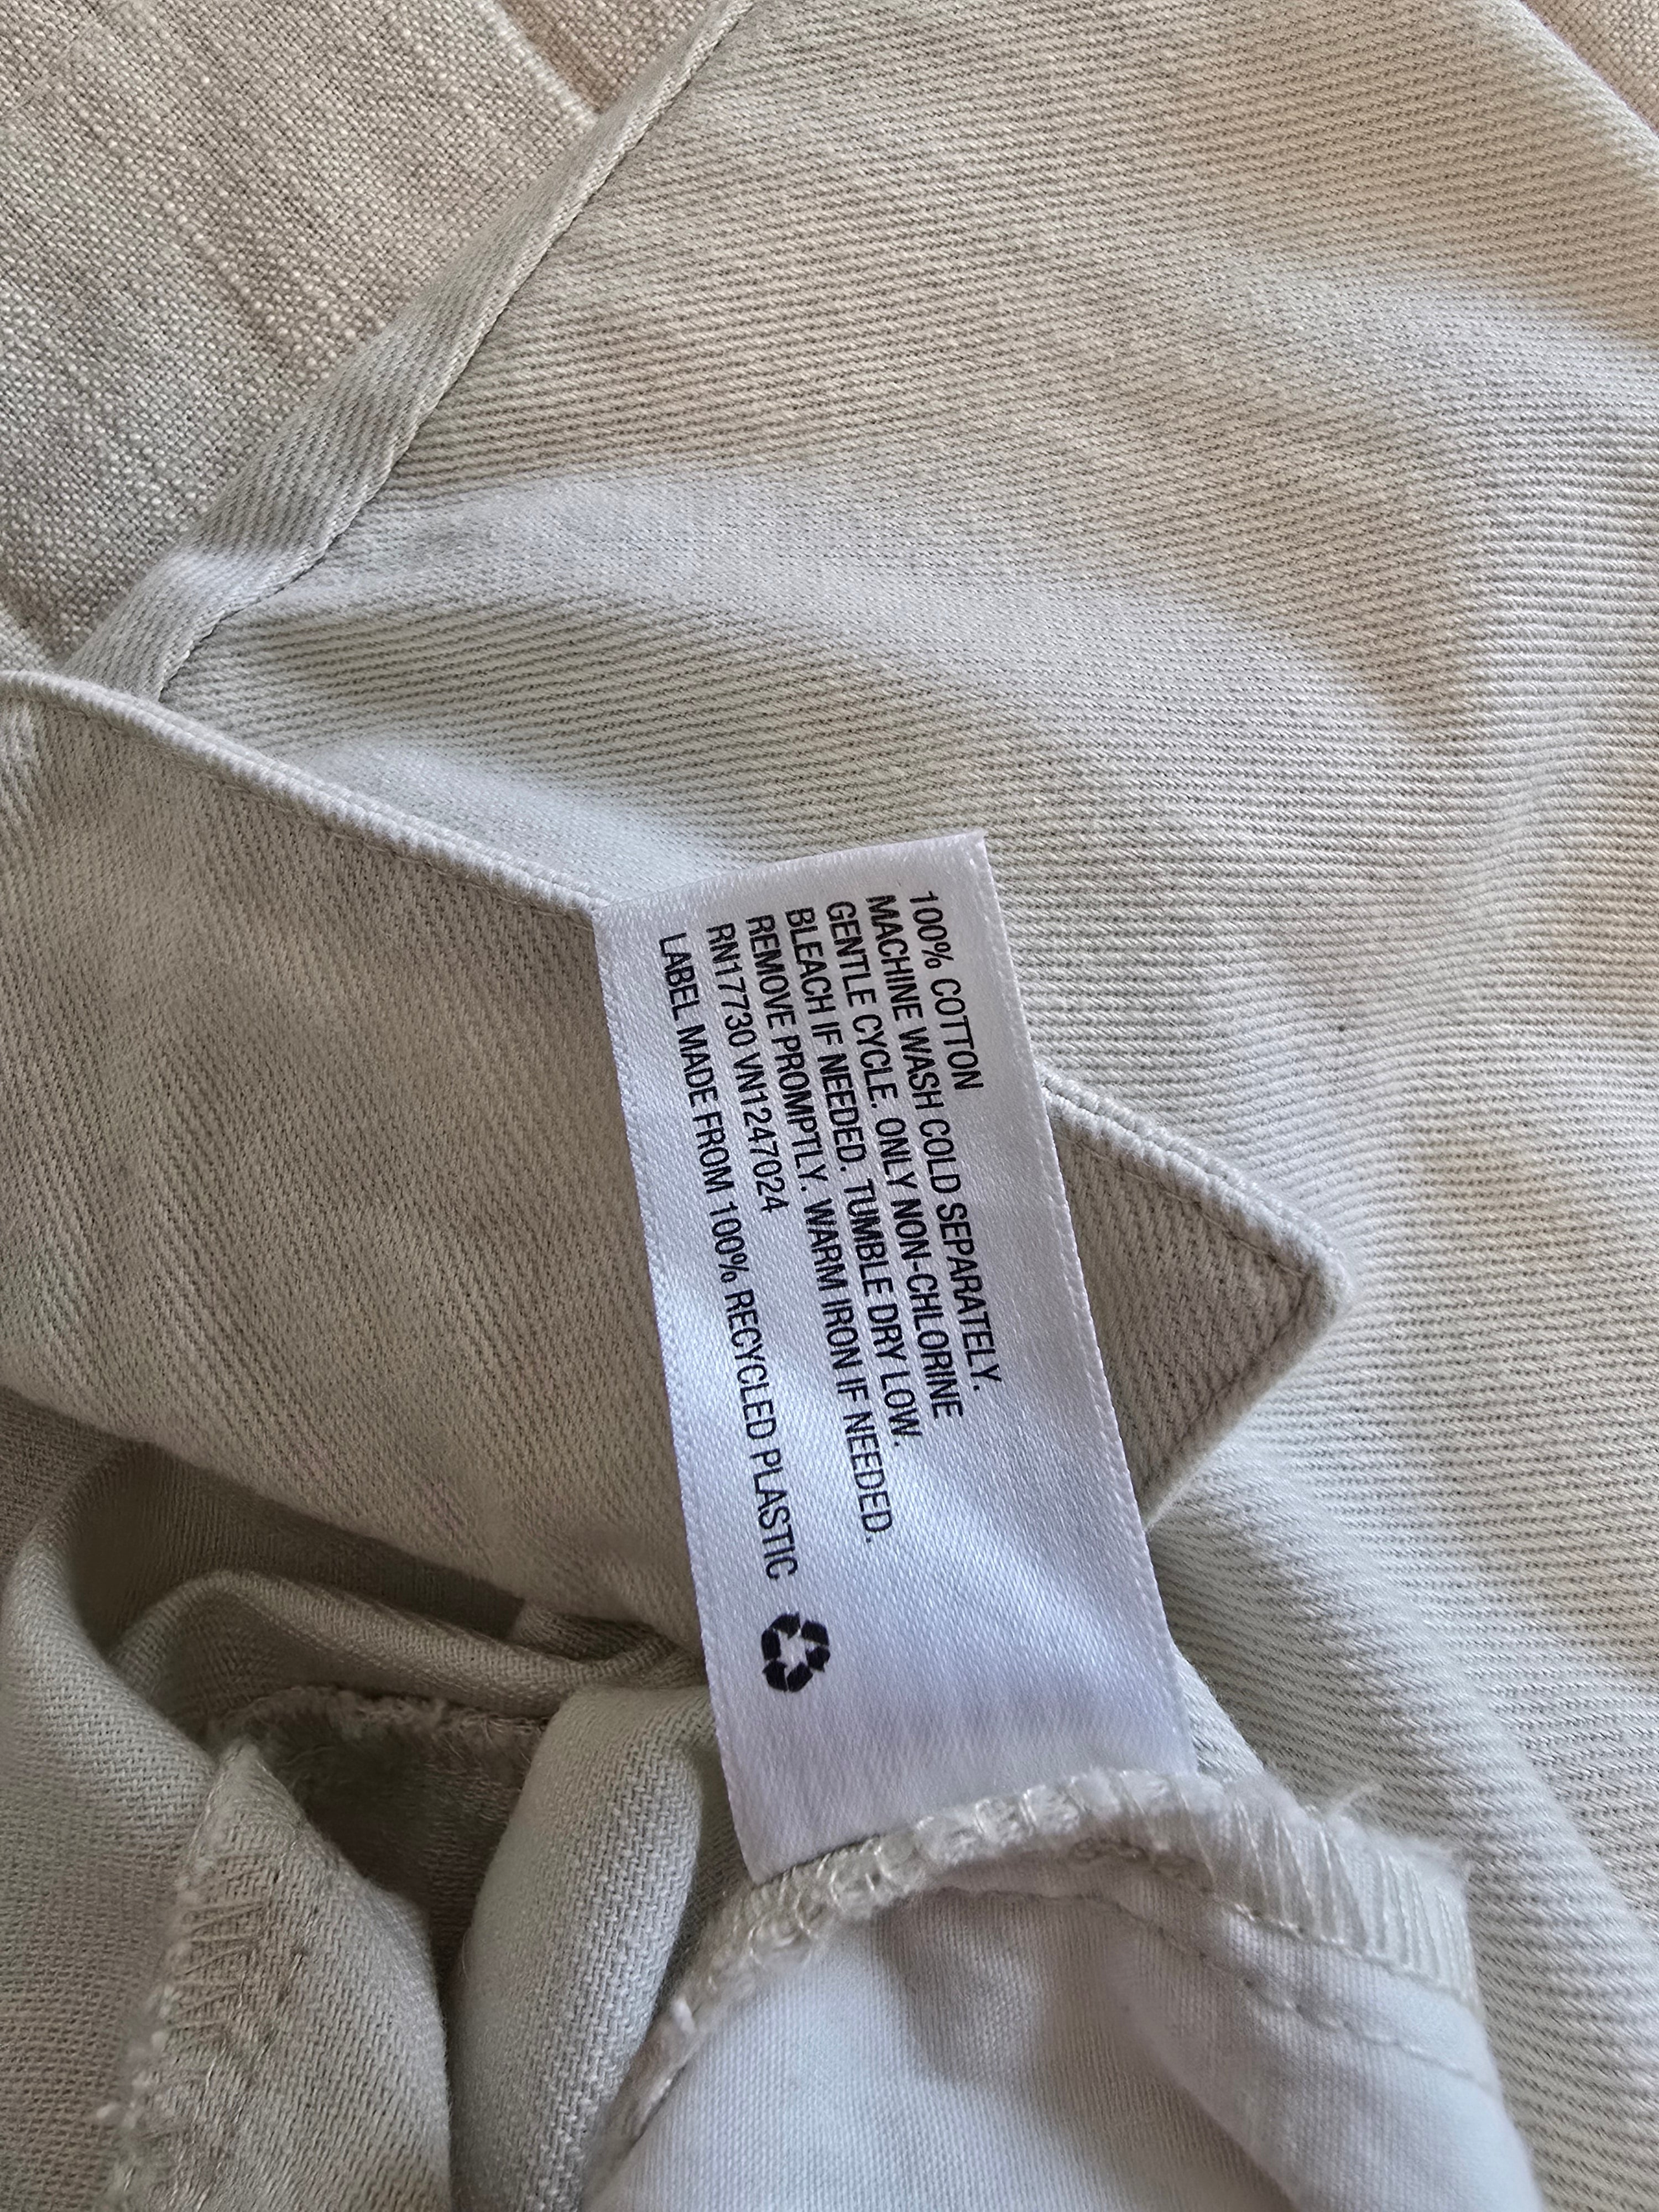 100% COTTON
MACHINE WASH COLD SEPARATELY.
GENTLE CYCLE. ONLY NON-CHLORINE
BLEACH IF NEEDED. TUMBLE DRY LOW.
REMOVE PROMPTLY. WARM IRON IF NEEDED.
RN17730 VN1247024
LABEL MADE FROM 100% RECYCLED PLASTIC